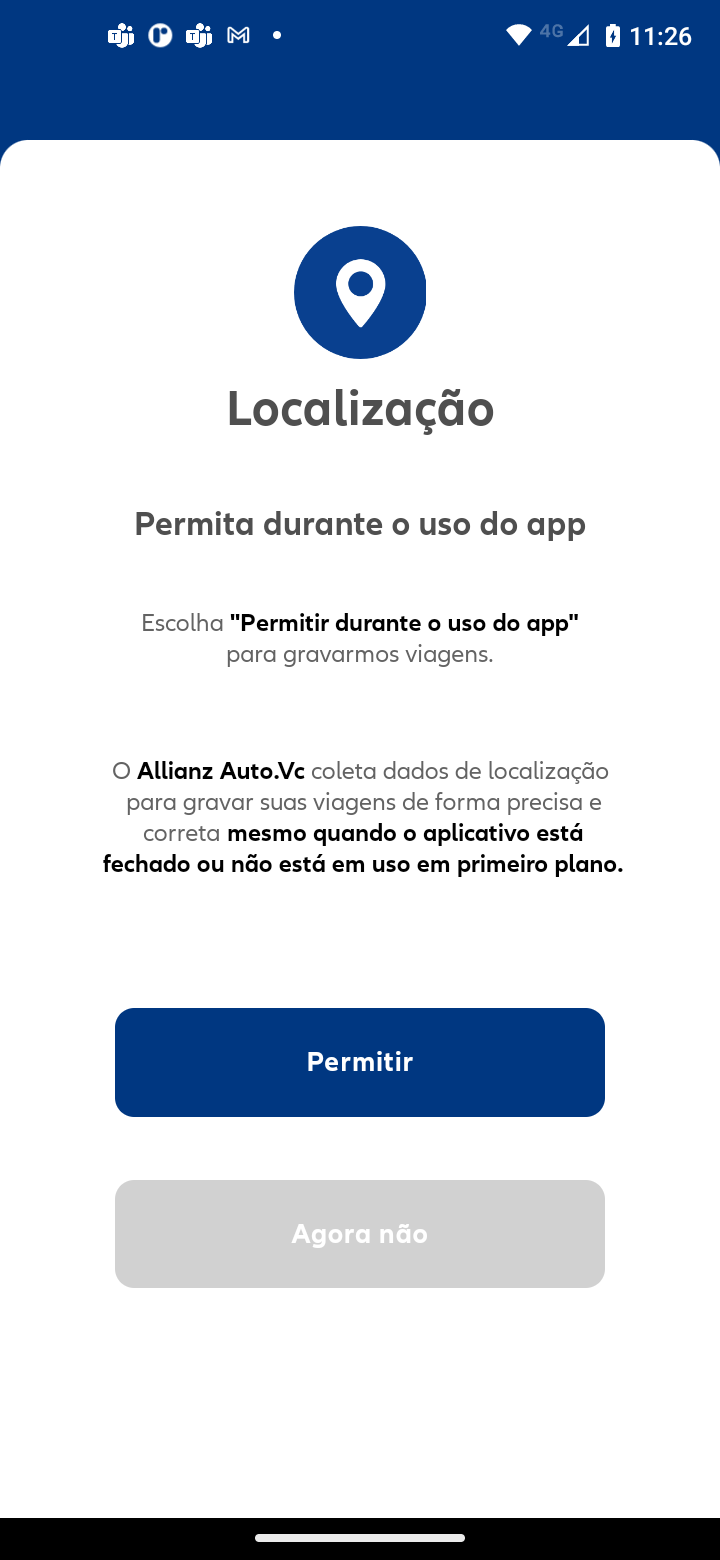 4G 11:26
Localização
Permita durante o uso do app
Escolha "Permitir durante o uso do app"
para gravarmos viagens.
O Allianz Auto.Vc coleta dados de localização
para gravar suas viagens de forma precisa e
correta mesmo quando o aplicativo está
fechado ou não está em uso em primeiro plano.
Permitir
Agora não